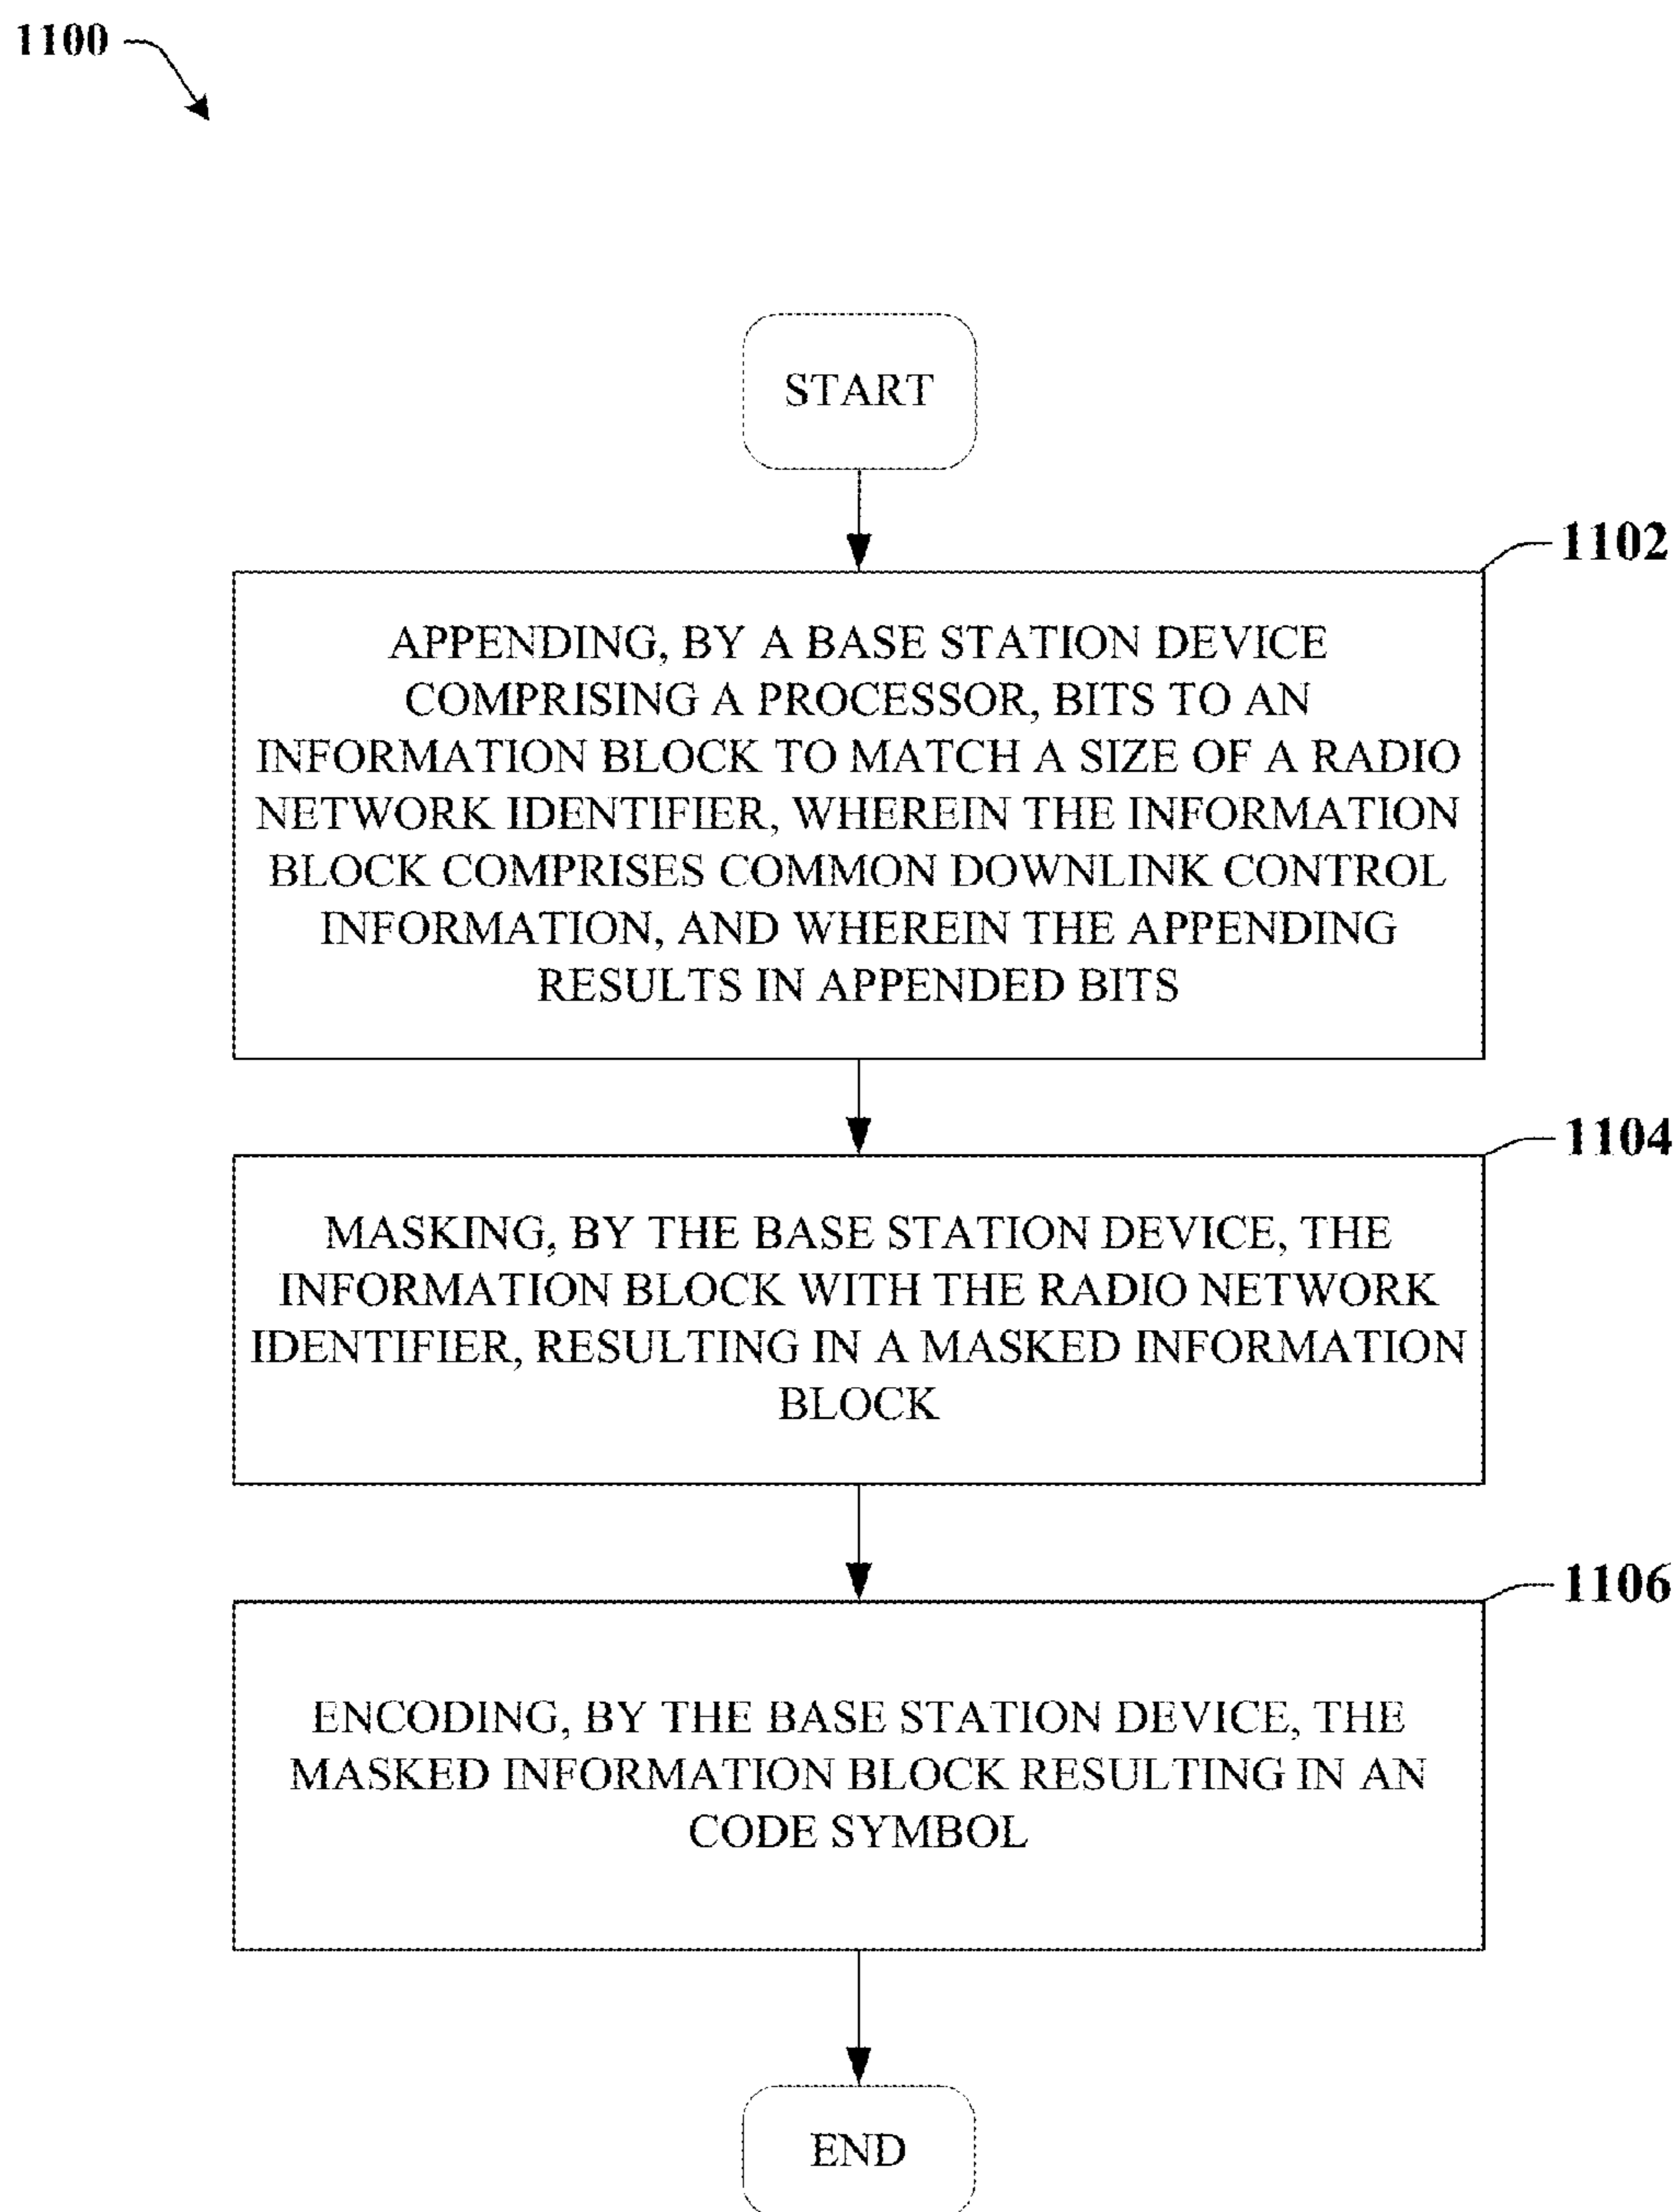 1100
START
1102
APPENDING, BY A BASE STATION DEVICE
COMPRISING A PROCESSOR, BITS TO AN
INFORMATION BLOCK TO MATCH A SIZE OF A RADIO
NETWORK IDENTIFIER, WHEREIN THE INFORMATION
BLOCK COMPRISES COMMON DOWNLINK CONTROL
INFORMATION, AND WHEREIN THE APPENDING
RESULTS IN APPENDED BITS
1104
MASKING, BY THE BASE STATION DEVICE, THE
INFORMATION BLOCK WITH THE RADIO NETWORK
IDENTIFIER, RESULTING IN A MASKED INFORMATION
BLOCK
1106
ENCODING, BY THE BASE STATION DEVICE, THE
MASKED INFORMATION BLOCK RESULTING IN AN
CODE SYMBOL
END